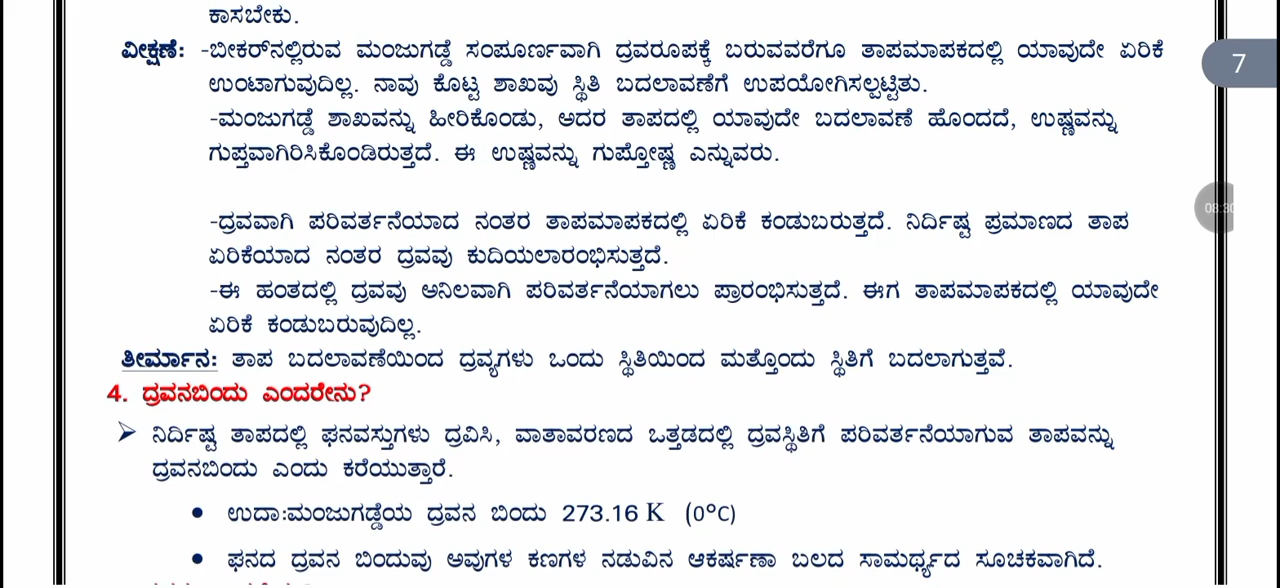 ಕಾಸಬೇಕು.
ವೀಕ್ಷಣೆ: -ಬೀಕರ್‌ನಲ್ಲಿರುವ ಮಂಜುಗಡ್ಡೆ ಸಂಪೂರ್ಣವಾಗಿ ದ್ರವರೂಪಕ್ಕೆ ಬರುವವರೆಗೂ ತಾಪಮಾಪಕದಲ್ಲಿ ಯಾವುದೇ ಏರಿಕೆ
7
ಉಂಟಾಗುವುದಿಲ್ಲ. ನಾವು ಕೊಟ್ಟ ಶಾಖವು ಸ್ಥಿತಿ ಬದಲಾವಣೆಗೆ ಉಪಯೋಗಿಸಲ್ಪಟ್ಟಿತು.
-ಮಂಜುಗಡ್ಡೆ ಶಾಖವನ್ನು ಹೀರಿಕೊಂಡು, ಅದರ ತಾಪದಲ್ಲಿ ಯಾವುದೇ ಬದಲಾವಣೆ ಹೊಂದದೆ, ಉಷ್ಣವನ್ನು
ಗುಪ್ತವಾಗಿರಿಸಿಕೊಂಡಿರುತ್ತದೆ. ಈ ಉಷ್ಣವನ್ನು ಗುಪ್ತೋಷ್ಣ ಎನ್ನುವರು.
08:30
-ದ್ರವವಾಗಿ ಪರಿವರ್ತನೆಯಾದ ನಂತರ ತಾಪಮಾಪಕದಲ್ಲಿ ಏರಿಕೆ ಕಂಡುಬರುತ್ತದೆ. ನಿರ್ದಿಷ್ಟ ಪ್ರಮಾಣದ ತಾಪ
ಏರಿಕೆಯಾದ ನಂತರ ದ್ರವವು ಕುದಿಯಲಾರಂಭಿಸುತ್ತದೆ.
-ಈ ಹಂತದಲ್ಲಿ ದ್ರವವು ಅನಿಲವಾಗಿ ಪರಿವರ್ತನೆಯಾಗಲು ಪ್ರಾರಂಭಿಸುತ್ತದೆ. ಈಗ ತಾಪಮಾಪಕದಲ್ಲಿ ಯಾವುದೇ
ಏರಿಕೆ ಕಂಡುಬರುವುದಿಲ್ಲ.
ತೀರ್ಮಾನ: ತಾಪ ಬದಲಾವಣೆಯಿಂದ ದ್ರವ್ಯಗಳು ಒಂದು ಸ್ಥಿತಿಯಿಂದ ಮತ್ತೊಂದು ಸ್ಥಿತಿಗೆ ಬದಲಾಗುತ್ತವೆ.
4. ದ್ರವನಬಿಂದು ಎಂದರೇನು?
➢ ನಿರ್ದಿಷ್ಟ ತಾಪದಲ್ಲಿ ಘನವಸ್ತುಗಳು ದ್ರವಿಸಿ, ವಾತಾವರಣದ ಒತ್ತಡದಲ್ಲಿ ದ್ರವಸ್ಥಿತಿಗೆ ಪರಿವರ್ತನೆಯಾಗುವ ತಾಪವನ್ನು
ದ್ರವನಬಿಂದು ಎಂದು ಕರೆಯುತ್ತಾರೆ.
• ಉದಾ:ಮಂಜುಗಡ್ಡೆಯ ದ್ರವನ ಬಿಂದು 273.16 K (0°C)
• ಘನದ ದ್ರವನ ಬಿಂದುವು ಅವುಗಳ ಕಣಗಳ ನಡುವಿನ ಆಕರ್ಷಣಾ ಬಲದ ಸಾಮರ್ಥ್ಯದ ಸೂಚಕವಾಗಿದೆ.